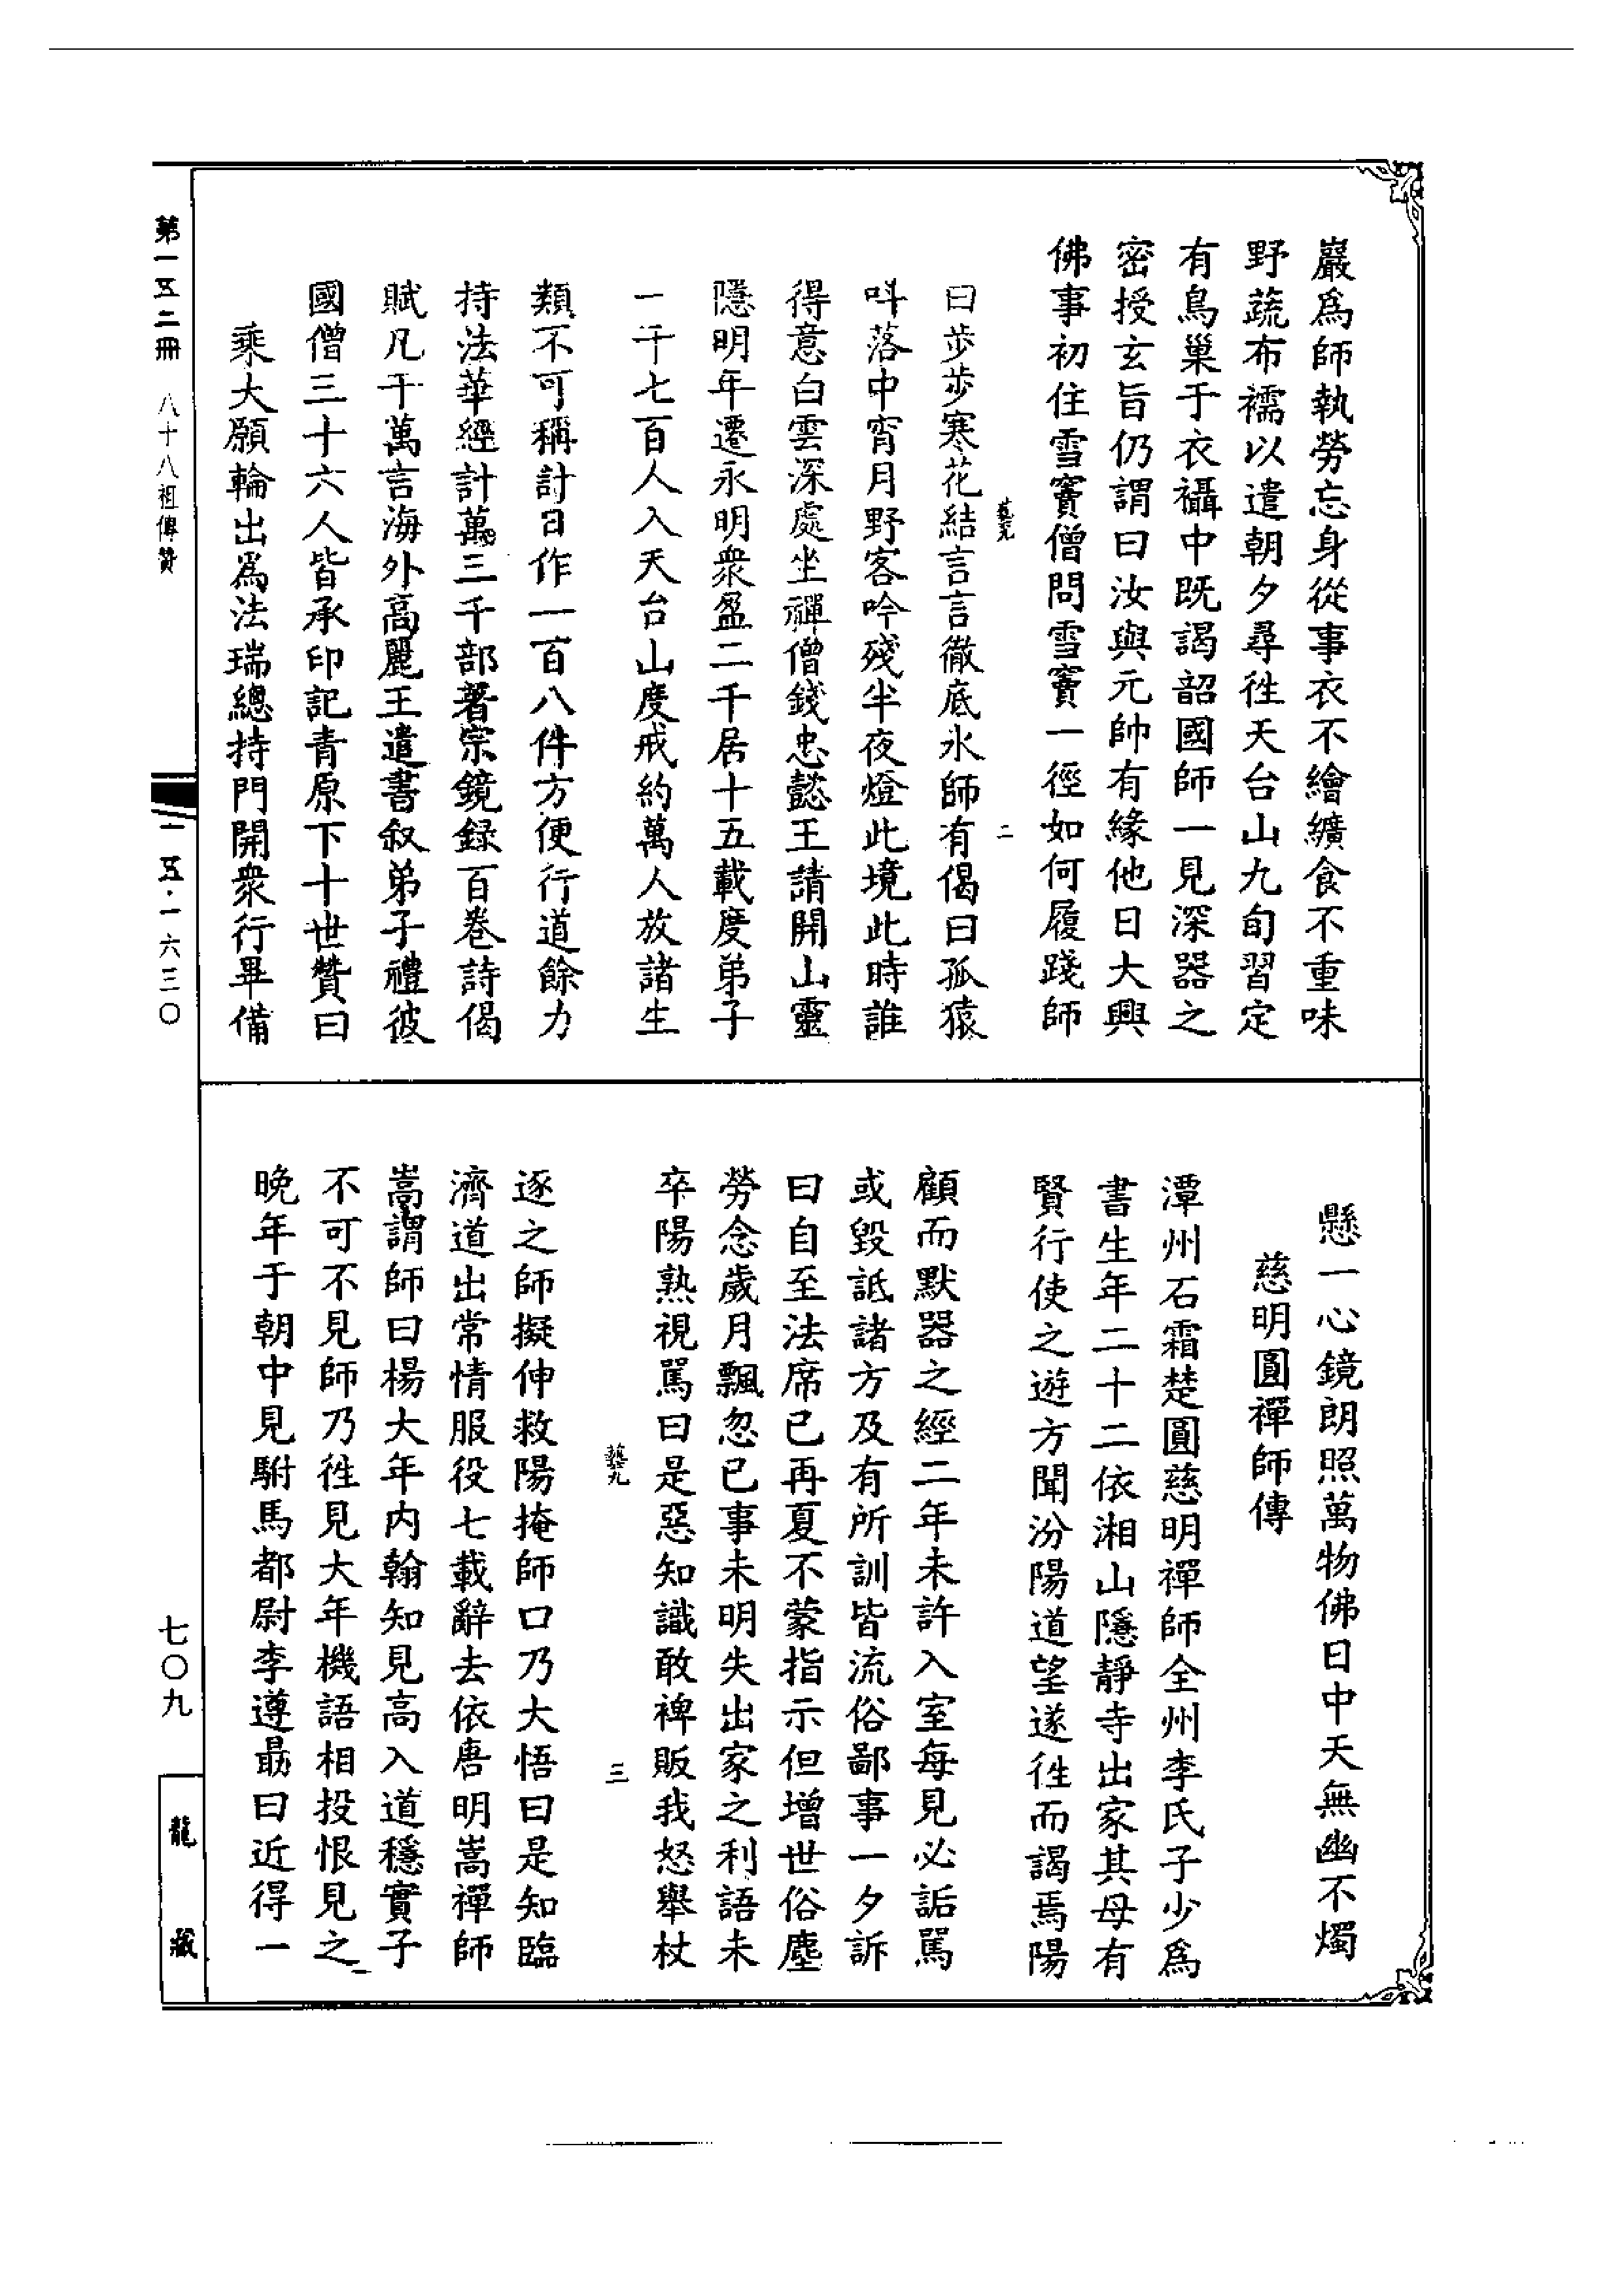 巖爲師執勞忘身從事衣不繒纊食不重味
野蔬布襦以遣朝夕尋徃天台山九旬習定
有鳥巢于衣襵中既謁韶國師一見深器之
密授玄旨仍謂曰汝與元帥有緣他日大興
佛事初住雪竇僧問雪竇一徑如何履踐師
藝九
二
曰步步寒花結言言徹底氷師有偈曰孤猿
呌落中宵月野客吟殘半夜燈此境此時誰
得意白雲深處坐禪僧錢忠懿王請開山靈
隱明年遷永明衆盈二千居十五載度弟子
一千七百人入天台山度戒約萬人放諸生
類不可稱計日作一百八件方便行道餘力
持法華經計萬三千部著宗鏡録百卷詩偈
賦凡千萬言海外高麗王遣書叙弟子禮彼
國僧三十六人皆承印記青原下十世贊曰
乘大願輪出爲法瑞總持門開衆行畢備
懸一心鏡朗照萬物佛日中天無幽不燭
慈明圓禪師傳
潭州石霜楚圓慈明禪師全州李氏子少爲
書生年二十二依湘山隱靜寺出家其母有
賢行使之遊方聞汾陽道望遂徃而謁焉陽
顧而默器之經二年未許入室每見必詬罵
或毀詆諸方及有所訓皆流俗鄙事一夕訴
曰自至法席已再夏不蒙指示但增世俗塵
勞念歲月飄忽已事未明失出家之利語未
卒陽熟視罵曰是惡知識敢裨販我怒舉杖
藝九
三
逐之師擬伸救陽掩師口乃大悟曰是知臨
濟道出常情服役七載辭去依唐明嵩禪師
嵩謂師曰楊大年内翰知見高入道穩實子
不可不見師乃徃見大年機語相投恨見之
晚年于朝中見駙馬都尉李遵勗曰近得一
第一五二冊
八十八祖傳贊
一五·一六三〇
七〇九
龍藏